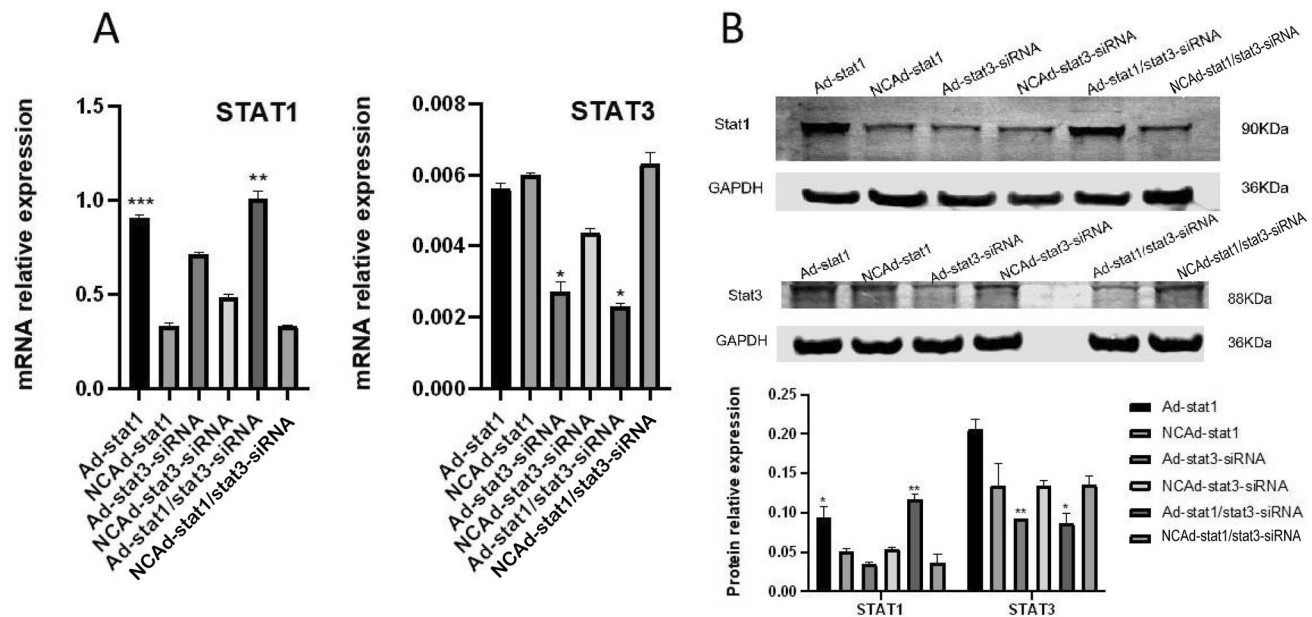 A
mRNA relative expression
STAT1
1.5
1.0
0.5
0.0
***
**
Ad-stat1
NCAd-stat1
Ad-stat3-siRNA
NCAd-stat3-siRNA
Ad-stat1/stat3-siRNA
NCAd-stat1/stat3-siRNA
mRNA relative expression
STAT3
0.008
0.006
0.004
0.002
0.000
*
*
Ad-stat1
NCAd-stat1
Ad-stat3-siRNA
NCAd-stat3-siRNA
Ad-stat1/stat3-siRNA
NCAd-stat1/stat3-siRNA
B
Ad-stat1
NCAd-stat1
Ad-stat3-siRNA
NCAd-stat3-siRNA
Ad-stat1/stat3-siRNA
NCAd-stat1/stat3-siRNA
Stat1
90KDa
GAPDH
36KDa
Ad-stat1
NCAd-stat1
Ad-stat3-siRNA
NCAd-stat3-siRNA
Ad-stat1/stat3-siRNA
NCAd-stat1/stat3-siRNA
Stat3
88KDa
GAPDH
36KDa
Protein relative expression
0.25
0.20
0.15
0.10
0.05
0.00
*
**
**
*
STAT1
STAT3
Ad-stat1
NCAd-stat1
Ad-stat3-siRNA
NCAd-stat3-siRNA
Ad-stat1/stat3-siRNA
NCAd-stat1/stat3-siRNA